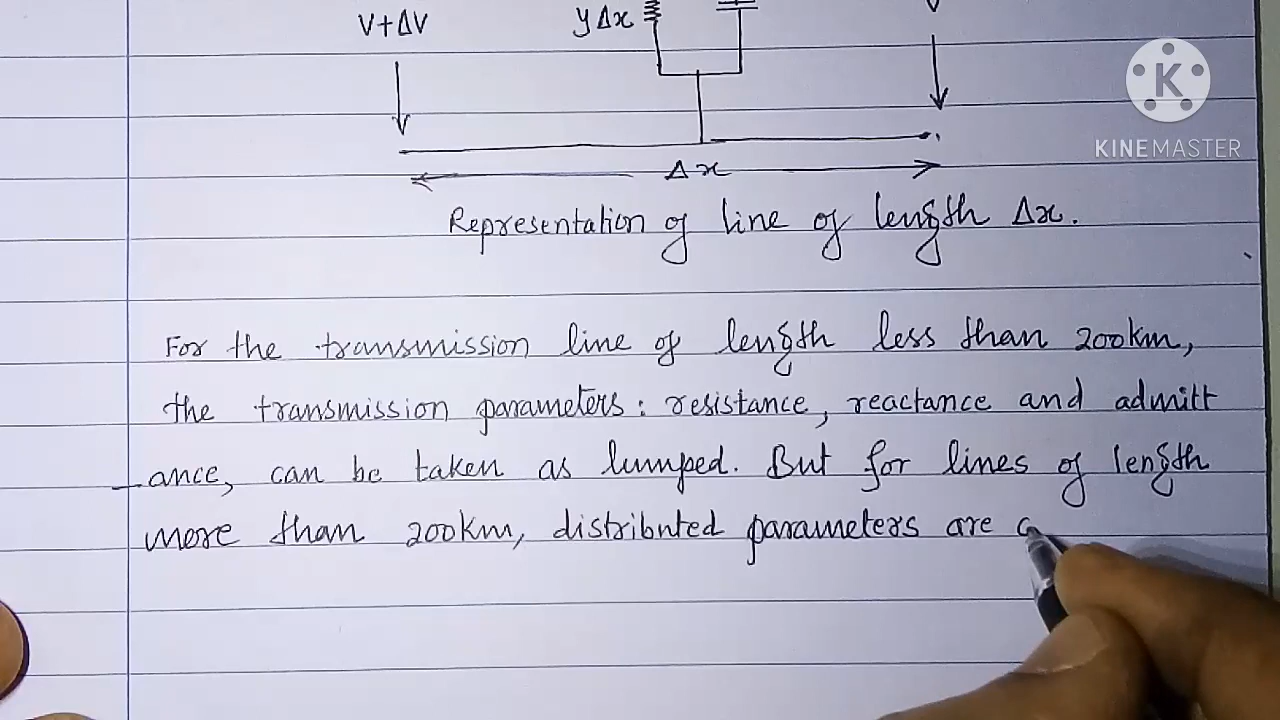 V+ΔV
yΔx
V
K
KINEMASTER
Δx
Representation of line of length Δx.
For the transmission line of length less than 200km,
the transmission parameters: resistance, reactance and admitt
ance, can be taken as lumped. But for lines of length
more than 200km, distributed parameters are